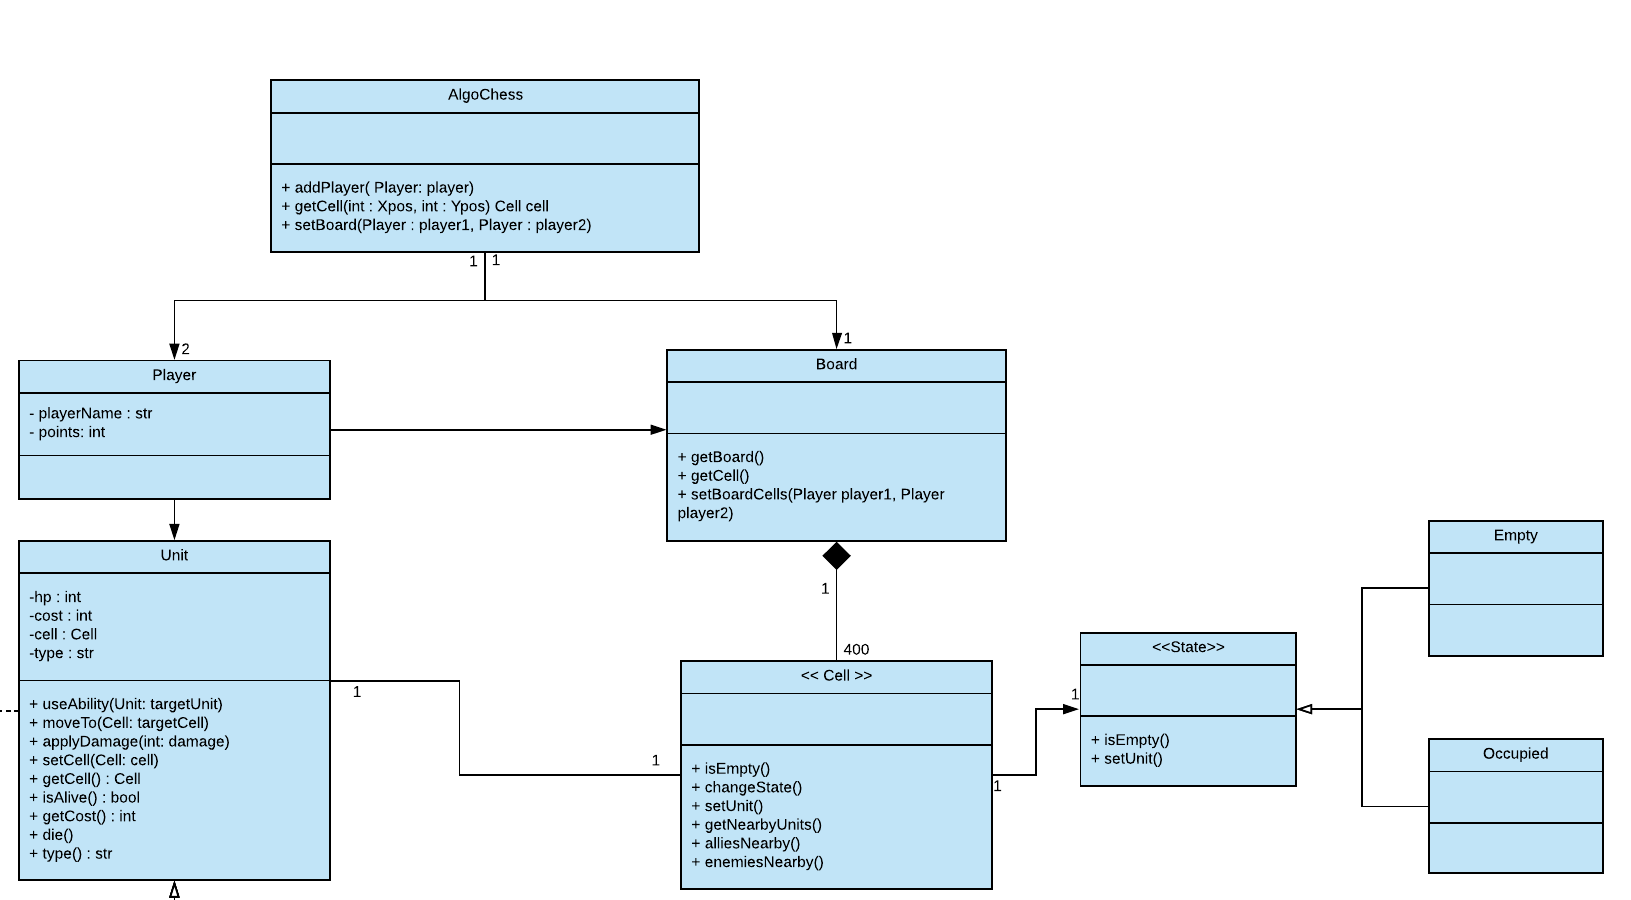 AlgoChess
+ addPlayer( Player: player)
+ getCell(int : Xpos, int : Ypos) Cell cell
+ setBoard(Player : player1, Player : player2)
1
1
2
1
Player
- playerName : str
- points: int
Board
+ getBoard()
+ getCell()
+ setBoardCells(Player player1, Player
player2)
Unit
-hp : int
-cost : int
-cell : Cell
-type : str
+ useAbility(Unit: targetUnit)
+ moveTo(Cell: targetCell)
+ applyDamage(int: damage)
+ setCell(Cell: cell)
+ getCell() : Cell
+ isAlive() : bool
+ getCost() : int
+ die()
+ type() : str
1
1
1
400
<< Cell >>
+ isEmpty()
+ changeState()
+ setUnit()
+ getNearbyUnits()
+ alliesNearby()
+ enemiesNearby()
1
1
<<State>>
+ isEmpty()
+ setUnit()
Empty
Occupied